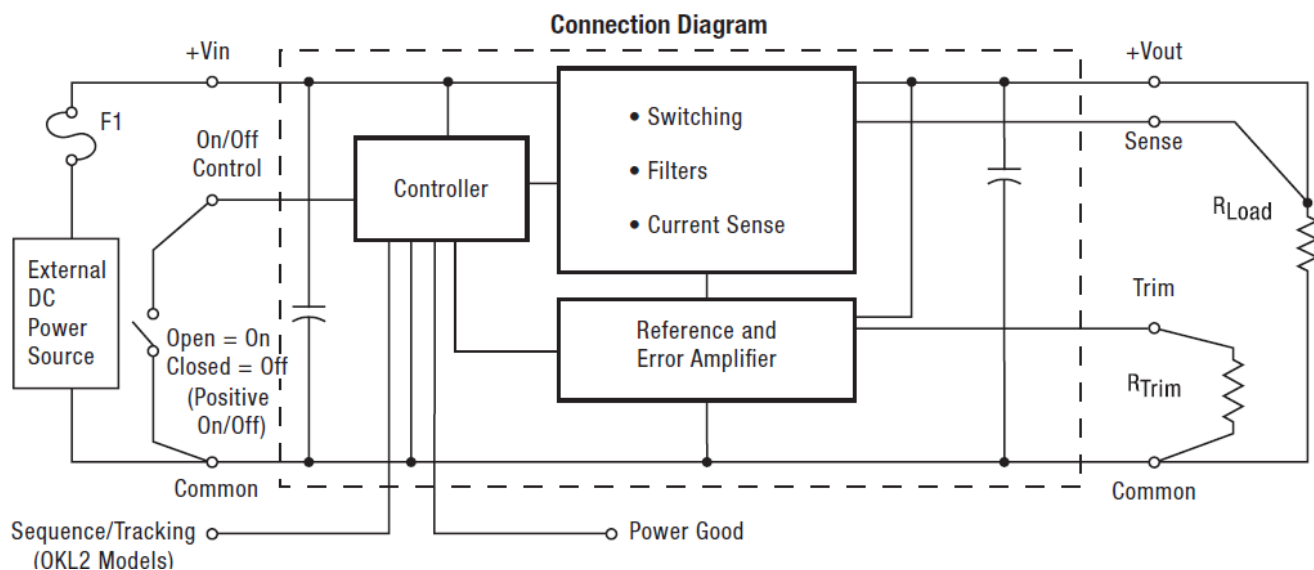 Connection Diagram
+Vin
+Vout
F1
On/Off
Control
Controller
• Switching
• Filters
• Current Sense
Sense
RLoad
External
DC
Power
Source
Open = On
Closed = Off
(Positive
On/Off)
Reference and
Error Amplifier
Trim
RTrim
Common
Common
Sequence/Tracking
(OKL2 Models)
Power Good